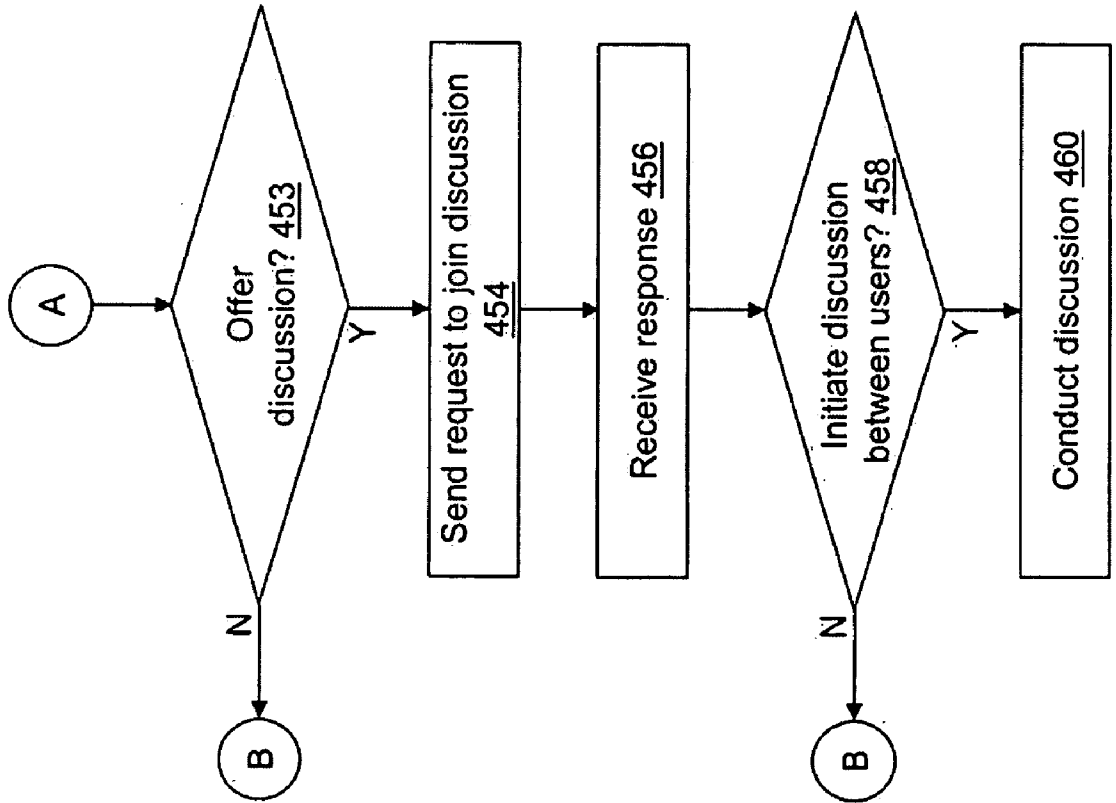 A
Offer
discussion? 453
N
B
Y
Send request to join discussion
454
Receive response 456
Initiate discussion
between users? 458
N
B
Y
Conduct discussion 460